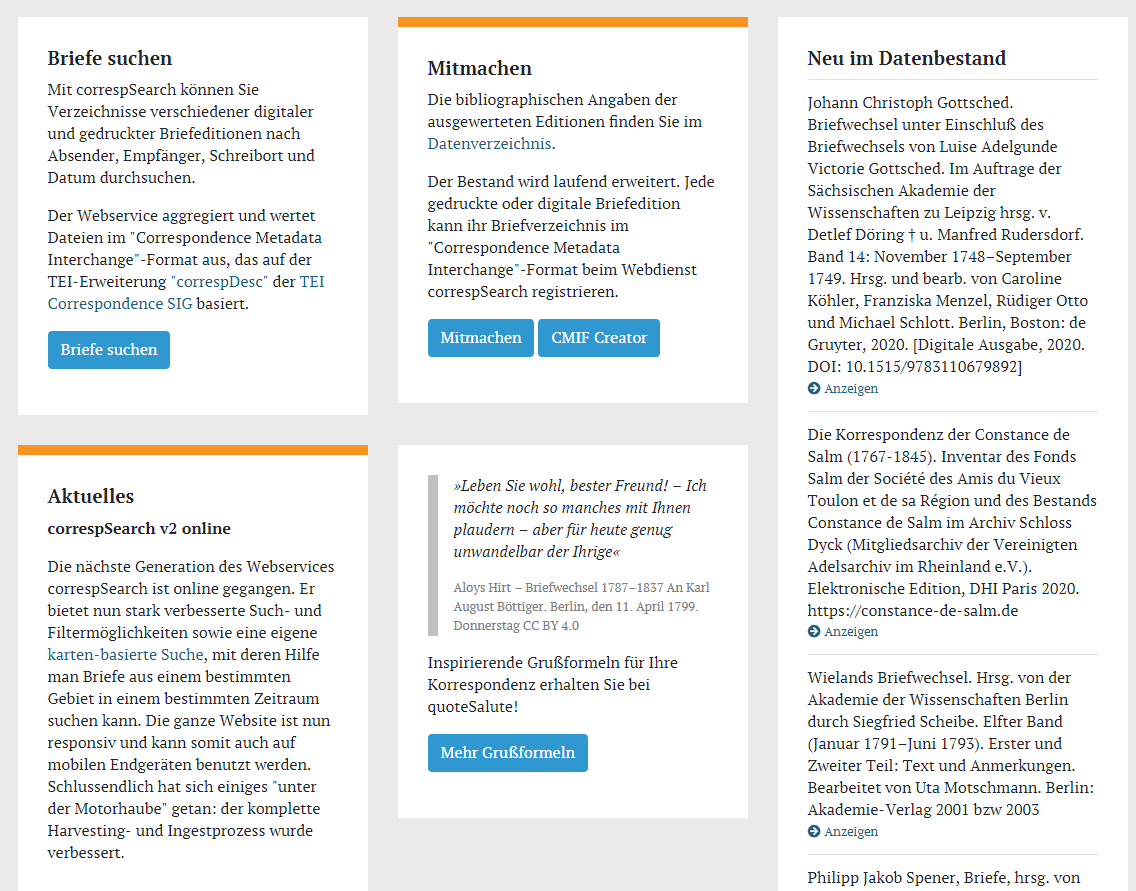 Briefe suchen
Mit correspSearch können Sie
Verzeichnisse verschiedener digitaler
und gedruckter Briefeditionen nach
Absender, Empfänger, Schreibort und
Datum durchsuchen.
Der Webservice aggregiert und wertet
Dateien im "Correspondence Metadata
Interchange"-Format aus, das auf der
TEI-Erweiterung "correspDesc" der TEI
Correspondence SIG basiert.
Briefe suchen
Aktuelles
correspSearch v2 online
Die nächste Generation des Webservices
correspSearch ist online gegangen. Er
bietet nun stark verbesserte Such- und
Filtermöglichkeiten sowie eine eigene
karten-basierte Suche, mit deren Hilfe
man Briefe aus einem bestimmten
Gebiet in einem bestimmten Zeitraum
suchen kann. Die ganze Website ist nun
responsiv und kann somit auch auf
mobilen Endgeräten benutzt werden.
Schlussendlich hat sich einiges "unter
der Motorhaube" getan: der komplette
Harvesting- und Ingestprozess wurde
verbessert.
Mitmachen
Die bibliographischen Angaben der
ausgewerteten Editionen finden Sie im
Datenverzeichnis.
Der Bestand wird laufend erweitert. Jede
gedruckte oder digitale Briefedition
kann ihr Briefverzeichnis im
"Correspondence Metadata
Interchange"-Format beim Webdienst
correspSearch registrieren.
Mitmachen CMIF Creator
»Leben Sie wohl, bester Freund! – Ich
möchte noch so manches mit Ihnen
plaudern – aber für heute genug
unwandelbar der Ihrige«
Aloys Hirt – Briefwechsel 1787–1837 An Karl
August Böttiger. Berlin, den 11. April 1799.
Donnerstag CC BY 4.0
Inspirierende Grußformeln für Ihre
Korrespondenz erhalten Sie bei
quoteSalute!
Mehr Grußformeln
Neu im Datenbestand
Johann Christoph Gottsched.
Briefwechsel unter Einschluß des
Briefwechsels von Luise Adelgunde
Victorie Gottsched. Im Auftrage der
Sächsischen Akademie der
Wissenschaften zu Leipzig hrsg. v.
Detlef Döring † u. Manfred Rudersdorf.
Band 14: November 1748–September
1749. Hrsg. und bearb. von Caroline
Köhler, Franziska Menzel, Rüdiger Otto
und Michael Schlott. Berlin, Boston: de
Gruyter, 2020. [Digitale Ausgabe, 2020.
DOI: 10.1515/9783110679892]
Anzeigen
Die Korrespondenz der Constance de
Salm (1767-1845). Inventar des Fonds
Salm der Société des Amis du Vieux
Toulon et de sa Région und des Bestands
Constance de Salm im Archiv Schloss
Dyck (Mitgliedsarchiv der Vereinigten
Adelsarchiv im Rheinland e.V.).
Elektronische Edition, DHI Paris 2020.
https://constance-de-salm.de
Anzeigen
Wielands Briefwechsel. Hrsg. von der
Akademie der Wissenschaften Berlin
durch Siegfried Scheibe. Elfter Band
(Januar 1791–Juni 1793). Erster und
Zweiter Teil: Text und Anmerkungen.
Bearbeitet von Uta Motschmann. Berlin:
Akademie-Verlag 2001 bzw 2003
Anzeigen
Philipp Jakob Spener, Briefe, hrsg. von